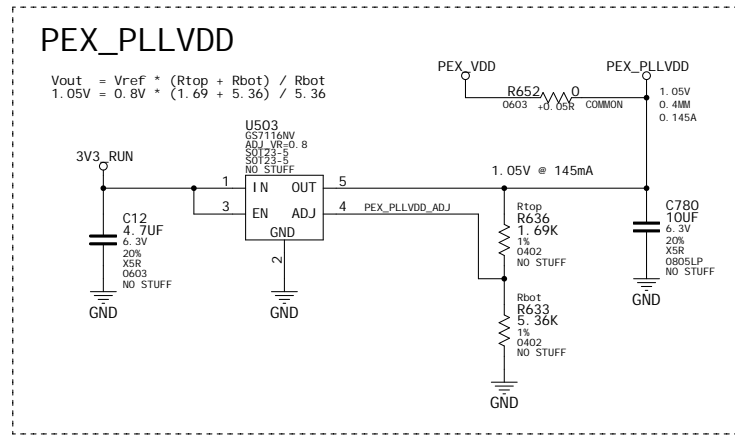 PEX_PLLVDD
Vout = Vref * (Rtop + Rbot) / Rbot
1.05V = 0.8V * (1.69 + 5.36) / 5.36
PEX_VDD
PEX_PLLVDD
R652
0
0603
+0.05R
COMMON
1.05V
0.4MM
0.145A
3V3_RUN
U503
GS7116NV
ADJ_VR=0.8
SOT23-5
SOT23-5
NO STUFF
1
IN
OUT
5
3
EN
ADJ
4
GND
2
GND
1.05V @ 145mA
PEX_PLLVDD_ADJ
C12
4.7UF
6.3V
20%
X5R
0603
NO STUFF
GND
Rtop
R636
1.69K
1%
0402
NO STUFF
Rbot
R633
5.36K
1%
0402
NO STUFF
GND
C780
10UF
6.3V
20%
X5R
0805LP
NO STUFF
GND